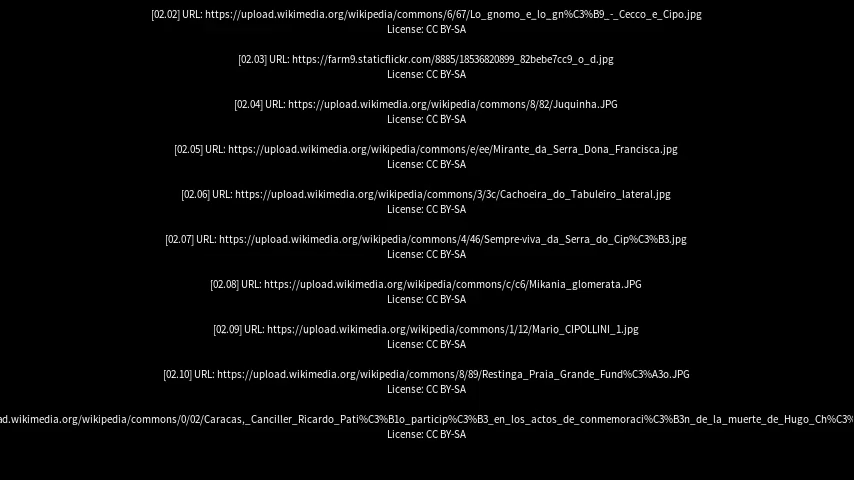 [02.02] URL: https://upload.wikimedia.org/wikipedia/commons/6/67/Lo_gnomo_e_lo_gn%C3%B9_-_Cecco_e_Cipo.jpg
License: CC BY-SA
[02.03] URL: https://farm9.staticflickr.com/8885/18536820899_82bebe7cc9_o_d.jpg
License: CC BY-SA
[02.04] URL: https://upload.wikimedia.org/wikipedia/commons/8/82/Juquinha.JPG
License: CC BY-SA
[02.05] URL: https://upload.wikimedia.org/wikipedia/commons/e/ee/Mirante_da_Serra_Dona_Francisca.jpg
License: CC BY-SA
[02.06] URL: https://upload.wikimedia.org/wikipedia/commons/3/3c/Cachoeira_do_Tabuleiro_lateral.jpg
License: CC BY-SA
[02.07] URL: https://upload.wikimedia.org/wikipedia/commons/4/46/Sempre-viva_da_Serra_do_Cip%C3%B3.jpg
License: CC BY-SA
[02.08] URL: https://upload.wikimedia.org/wikipedia/commons/c/c6/Mikania_glomerata.JPG
License: CC BY-SA
[02.09] URL: https://upload.wikimedia.org/wikipedia/commons/1/12/Mario_CIPOLLINI_1.jpg
License: CC BY-SA
[02.10] URL: https://upload.wikimedia.org/wikipedia/commons/8/89/Restinga_Praia_Grande_Fund%C3%A3o.JPG
License: CC BY-SA
ad.wikimedia.org/wikipedia/commons/0/02/Caracas,_Canciller_Ricardo_Pati%C3%B1o_particip%C3%B3_en_los_actos_de_conmemoraci%C3%B3n_de_la_muerte_de_Hugo_Ch%C3%
License: CC BY-SA